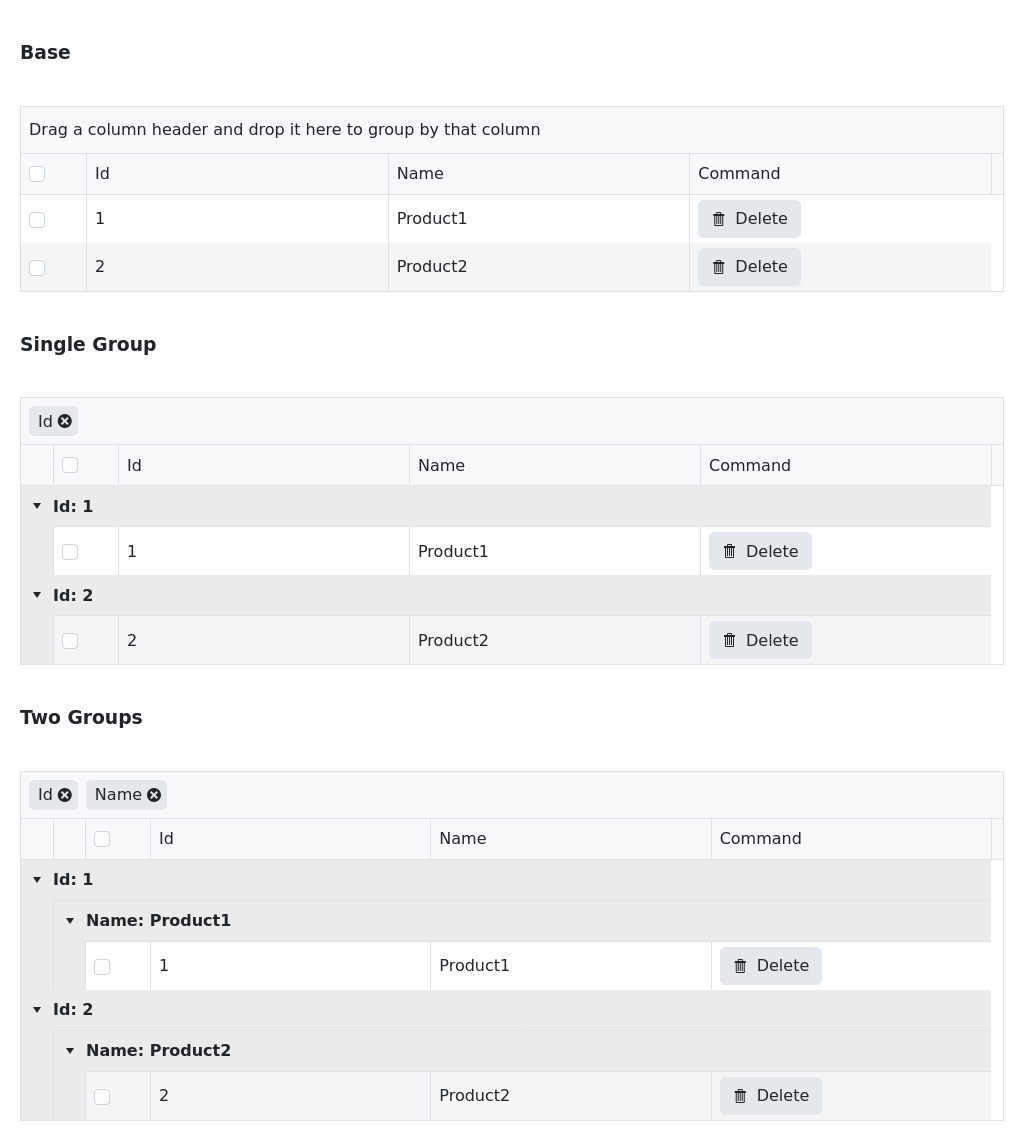 Base
Drag a column header and drop it here to group by that column
Id Name Command
1 Product1 Delete
2 Product2 Delete
Single Group
Id
Id Name Command
Id: 1
1 Product1 Delete
Id: 2
2 Product2 Delete
Two Groups
Id Name
Id Name Command
Id: 1
Name: Product1
1 Product1 Delete
Id: 2
Name: Product2
2 Product2 Delete